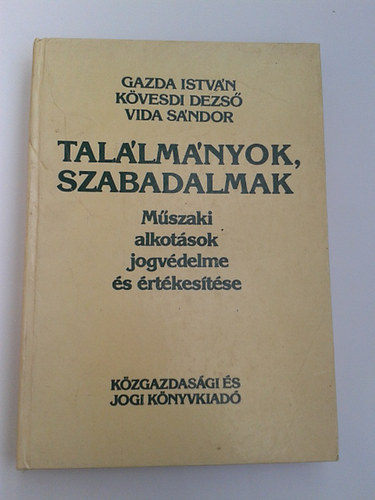 GAZDA ISTVÁN
KÖVESDI DEZSŐ
VIDA SÁNDOR
TALÁLMÁNYOK,
SZABADALMAK
Műszaki
alkotások
jogvédelme
és értékesítése
KÖZGAZDASÁGI ÉS
JOGI KÖNYVKIADÓ